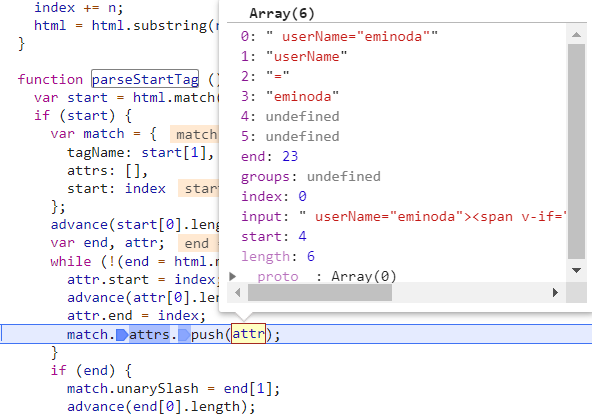 index += n;
html = html.substring(
}
function parseStartTag ()
var start = html.match(
if (start) {
var match = { match
tagName: start[1],
attrs: [],
start: index star
};
advance(start[0].leng
var end, attr; end
while (!(end = html.m
attr.start = index;
advance(attr[0].len
attr.end = index;
match.attrs.push(attr);
}
if (end) {
match.unarySlash = end[1];
advance(end[0].length);
Array(6)
0: " userName="eminoda""
1: "userName"
2: "="
3: "eminoda"
4: undefined
5: undefined
end: 23
groups: undefined
index: 0
input: " userName="eminoda"><span v-if="
start: 4
length: 6
proto : Array(0)